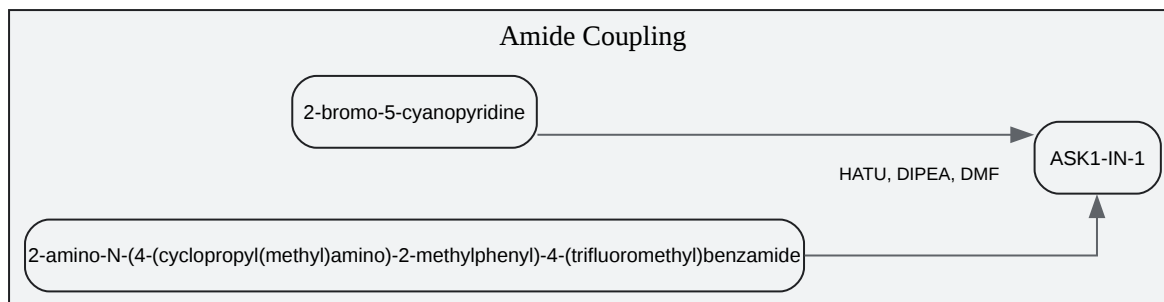 Amide Coupling
2-bromo-5-cyanopyridine
ASK1-IN-1
HATU, DIPEA, DMF
2-amino-N-(4-(cyclopropyl(methyl)amino)-2-methylphenyl)-4-(trifluoromethyl)benzamide